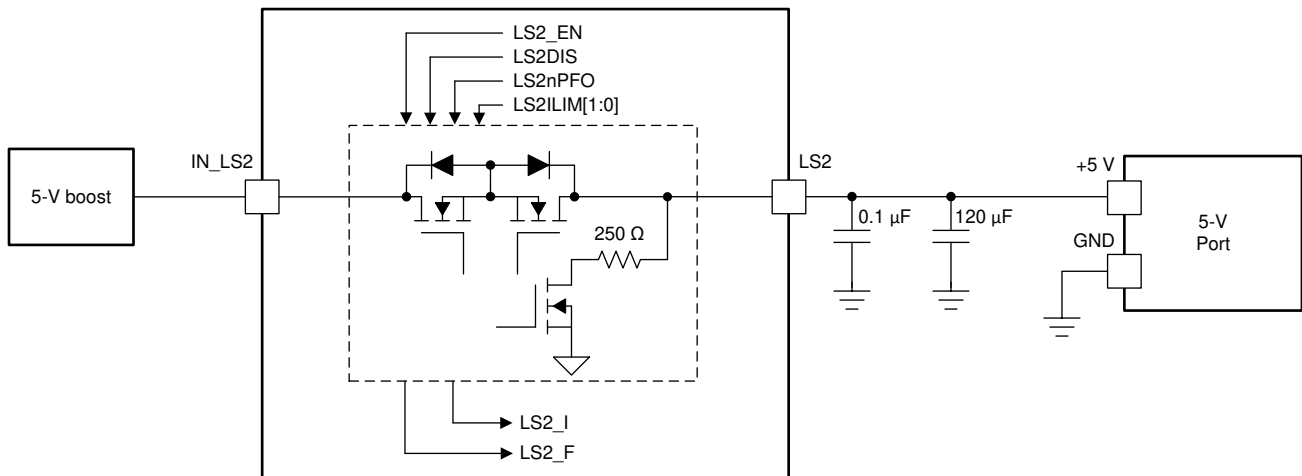 LS2_EN
LS2DIS
LS2nPFO
LS2ILIM[1:0]
5-V boost
IN_LS2
LS2
+5 V
0.1 µF
120 µF
5-V
Port
GND
250 Ω
LS2_I
LS2_F